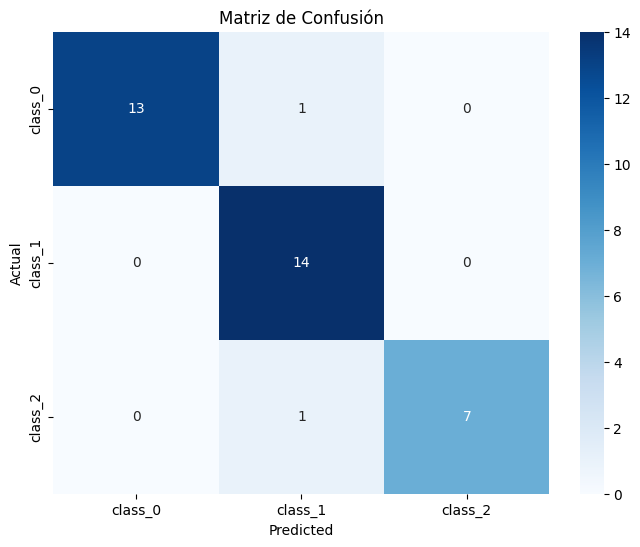 Matriz de Confusión
class_0
13
1
0
class_1
0
14
0
class_2
0
1
7
Actual
class_0
class_1
class_2
Predicted
14
12
10
8
6
4
2
0